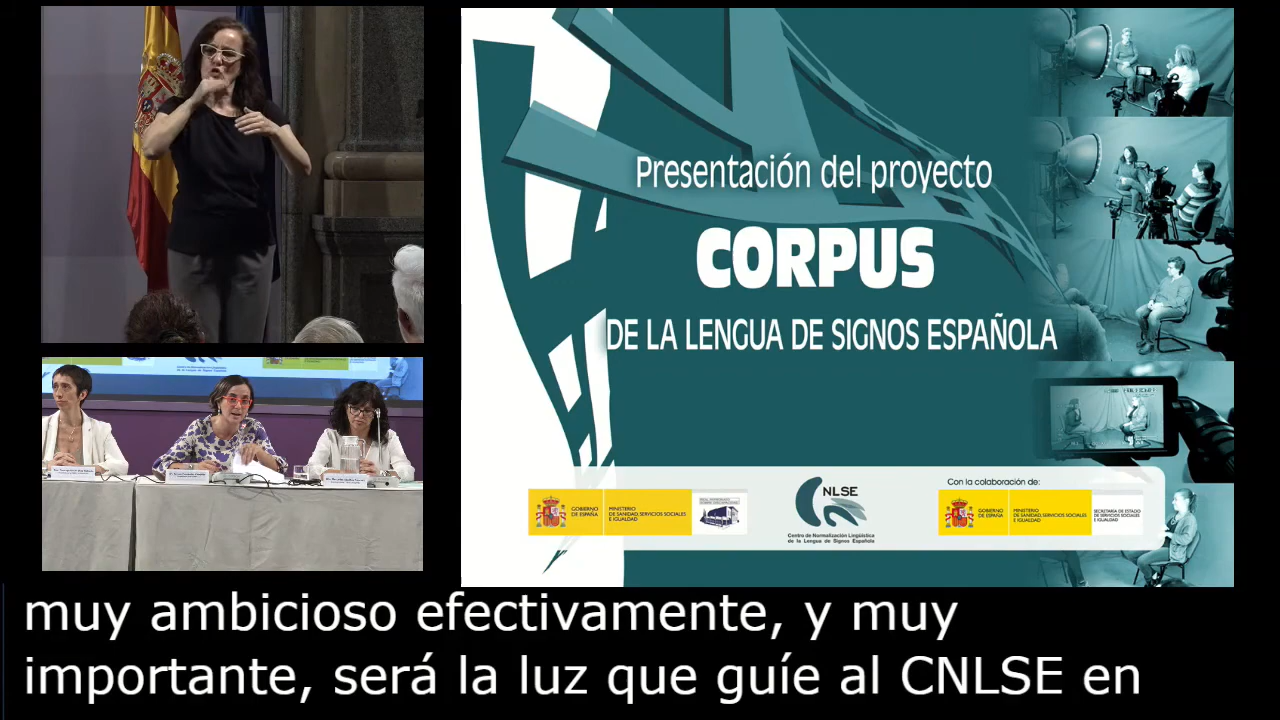 Presentación del proyecto
CORPUS
DE LA LENGUA DE SIGNOS ESPAÑOLA
Con la colaboración de:
GOBIERNO
DE ESPAÑA
MINISTERIO
DE SANIDAD, SERVICIOS SOCIALES
E IGUALDAD
CNLSE
Centro de Normalización Lingüística
de la Lengua de Signos Española
GOBIERNO
DE ESPAÑA
MINISTERIO
DE SANIDAD, SERVICIOS SOCIALES
E IGUALDAD
SECRETARÍA DE ESTADO
DE SERVICIOS SOCIALES
E IGUALDAD
muy ambicioso efectivamente, y muy
importante, será la luz que guíe al CNLSE en